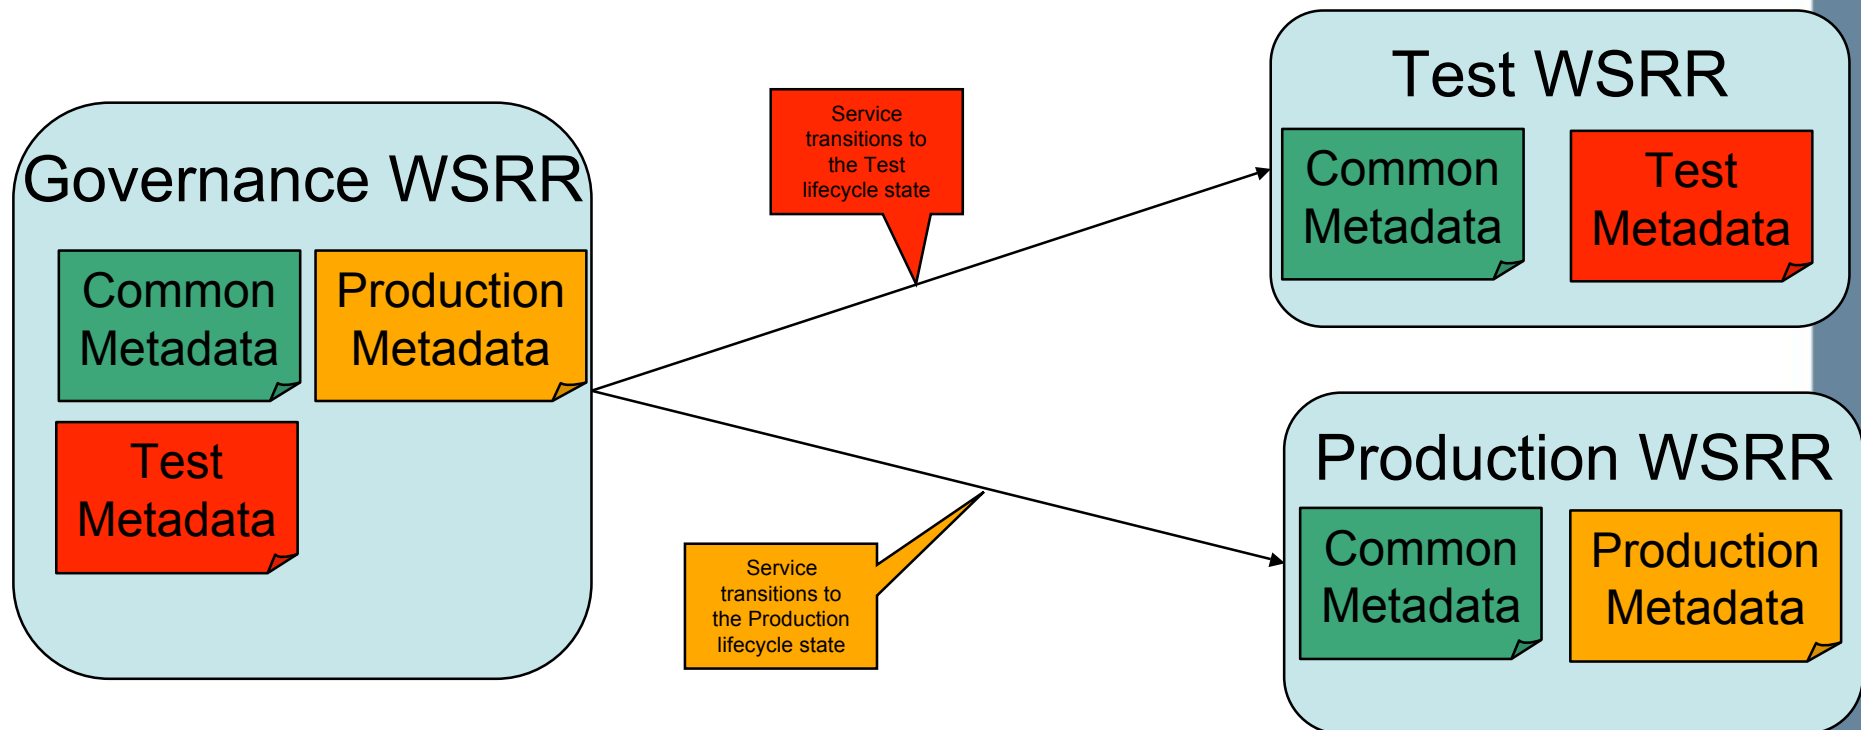 Governance WSRR
Common
Metadata
Production
Metadata
Test
Metadata
Service
transitions to
the Test
lifecycle state
Service
transitions to
the Production
lifecycle state
Test WSRR
Common
Metadata
Test
Metadata
Production WSRR
Common
Metadata
Production
Metadata